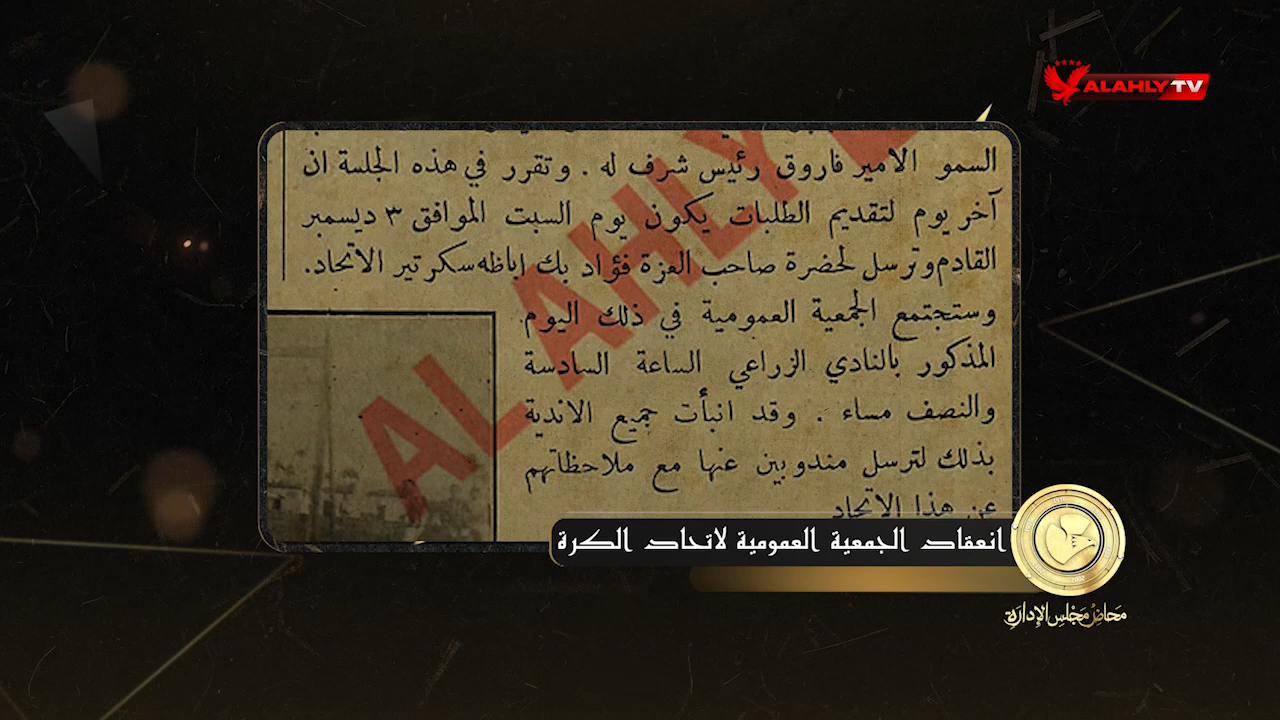 ALAHLY TV
السمو الامير فاروق رئيس شرف له . وتقرر في هذه الجلسة ان
آخر يوم لتقديم الطلبات يكون يوم السبت الموافق ٣ ديسمبر
القادم وترسل لحضرة صاحب العزة فؤاد بك اباظه سكرتير الاتحاد.
وستجتمع الجمعية العمومية في ذلك اليوم
المذكور بالنادي الزراعي الساعة السادسة
والنصف مساء . وقد انبأت جميع الاندية
بذلك لترسل مندوبين عنها مع ملاحظاتهم
عن هذا الاتحاد
AL AHLY
انعقاد الجمعية العمومية لاتحاد الكرة
محاضر مجلس الإدارة